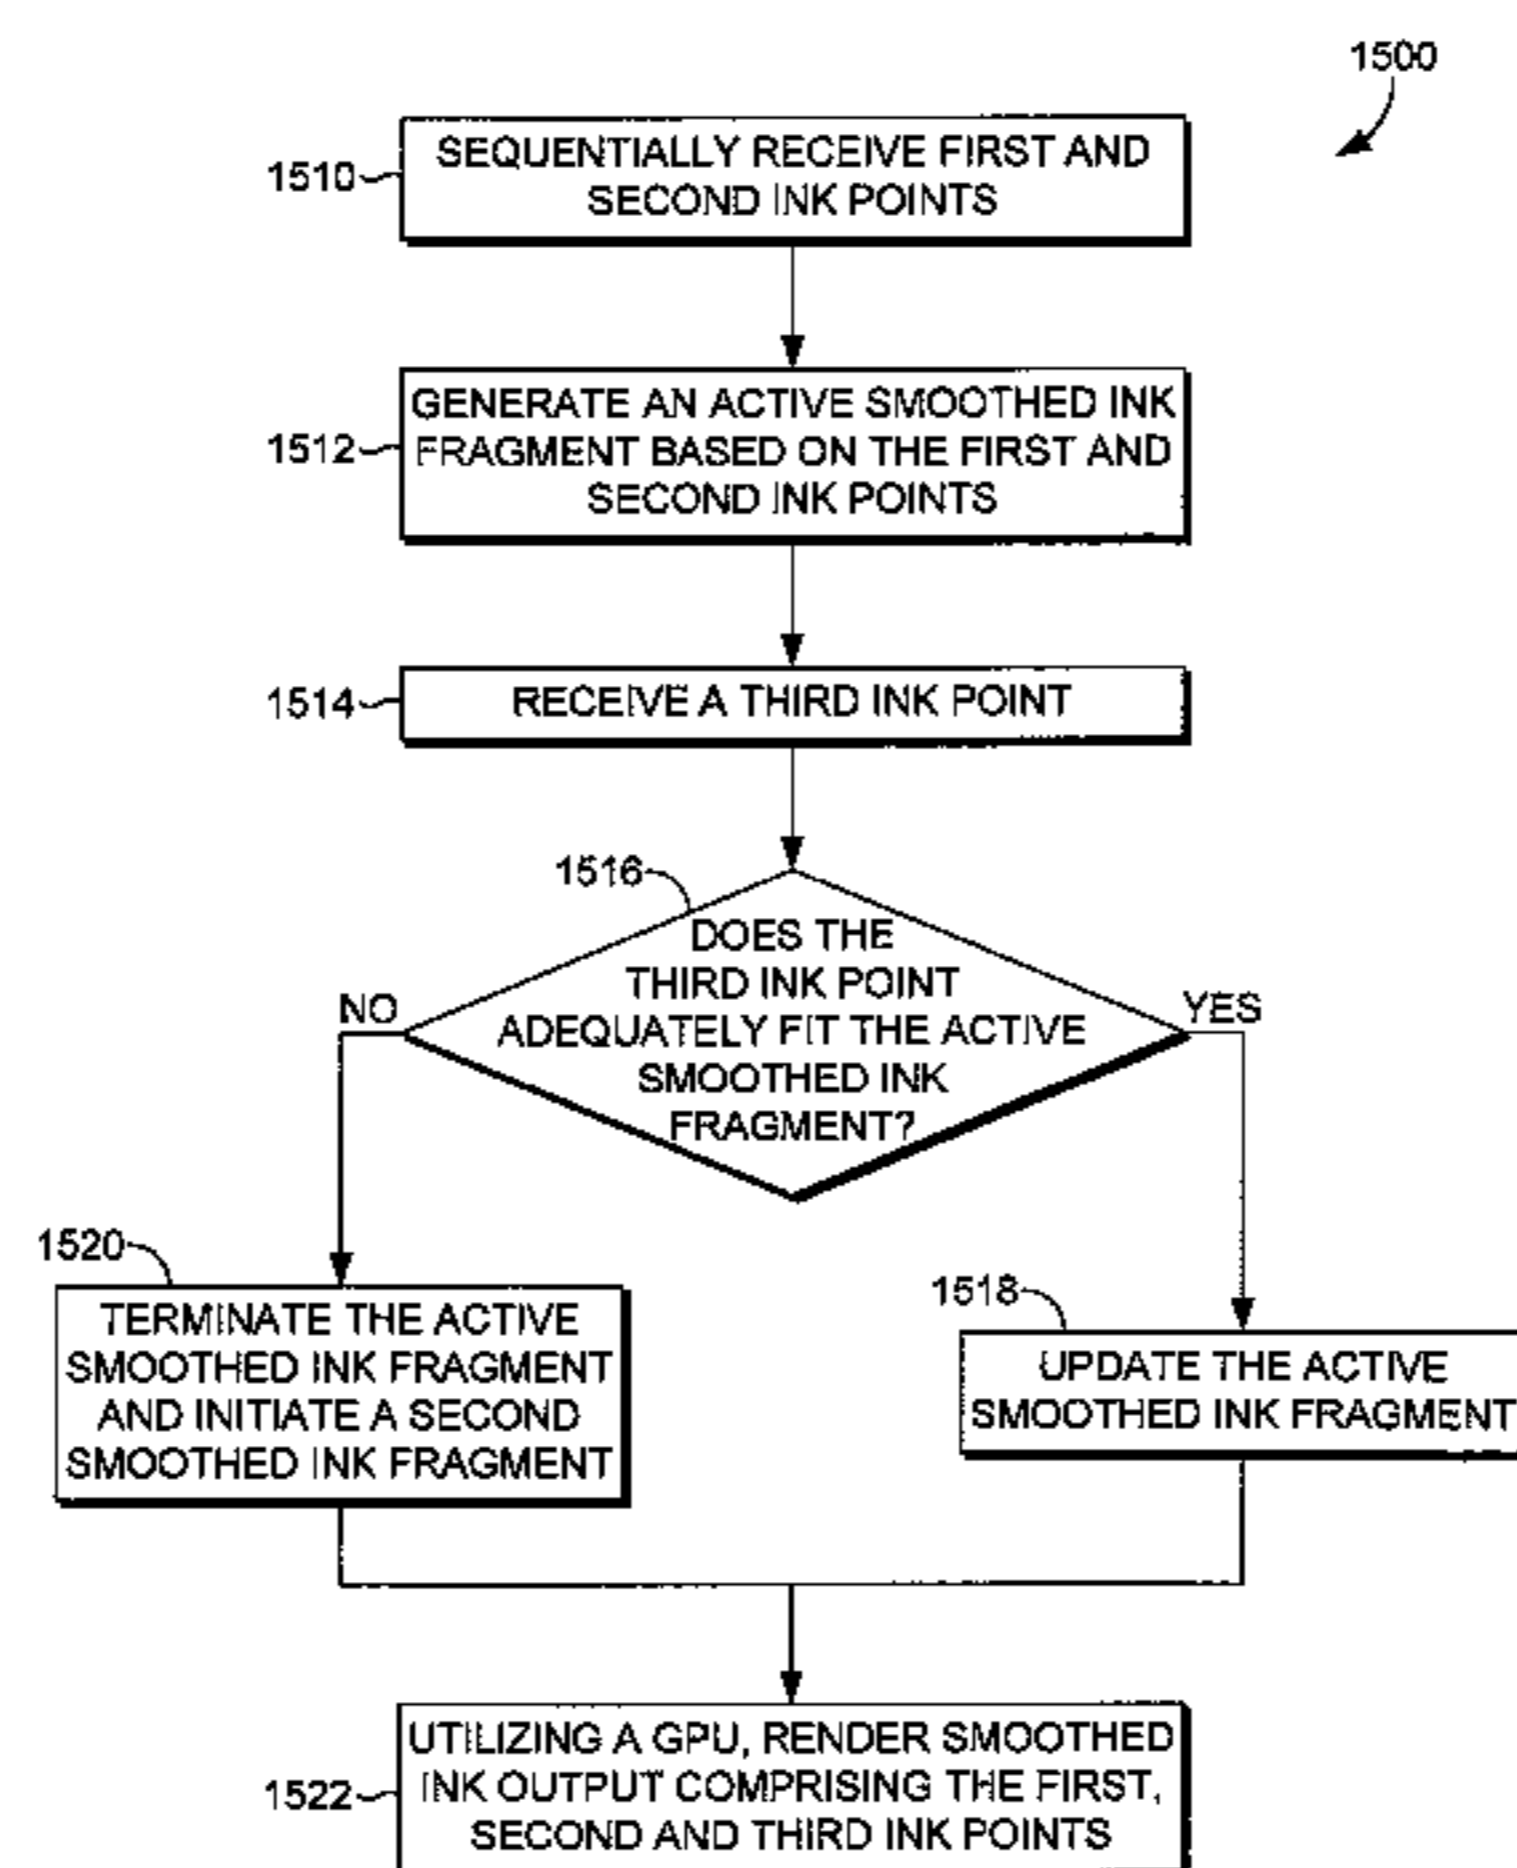 1500
1510
SEQUENTIALLY RECEIVE FIRST AND
SECOND INK POINTS
1512
GENERATE AN ACTIVE SMOOTHED INK
FRAGMENT BASED ON THE FIRST AND
SECOND INK POINTS
1514
RECEIVE A THIRD INK POINT
1516
DOES THE
THIRD INK POINT
ADEQUATELY FIT THE ACTIVE
SMOOTHED INK
FRAGMENT?
NO
YES
1520
TERMINATE THE ACTIVE
SMOOTHED INK FRAGMENT
AND INITIATE A SECOND
SMOOTHED INK FRAGMENT
1518
UPDATE THE ACTIVE
SMOOTHED INK FRAGMENT
1522
UTILIZING A GPU, RENDER SMOOTHED
INK OUTPUT COMPRISING THE FIRST,
SECOND AND THIRD INK POINTS